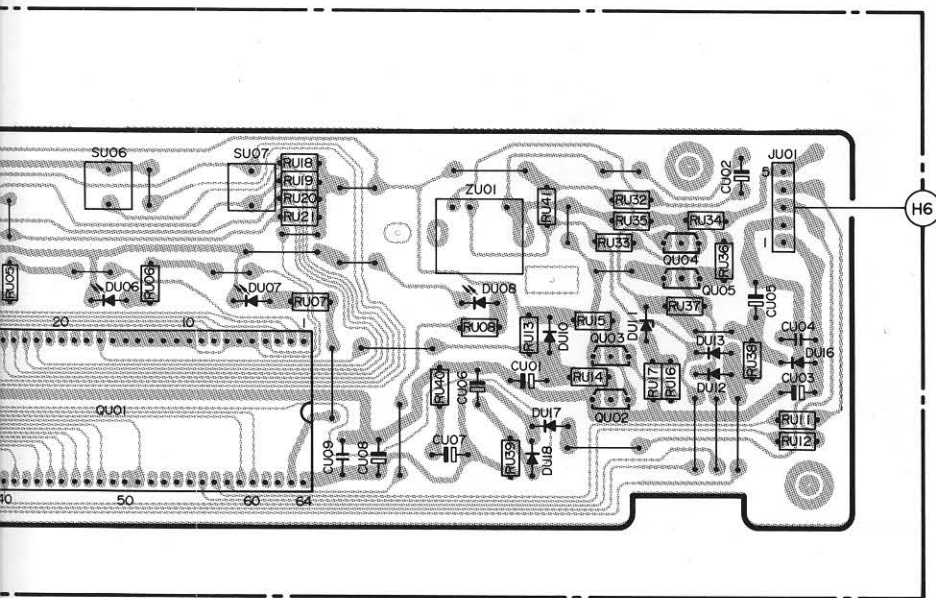 SU06
SU07
RU18
RU19
RU20
RU21
ZU01
RU41
RU32
RU35
RU34
RU33
CU02
JU01
5
1
H6
QU04
RU36
QU05
RU05
DU06
RU06
DU07
RU07
DU08
RU08
RU37
CU05
20
10
1
RU13
DU10
RU15
DU11
QU03
DU13
RU38
CU04
DU16
CU03
QU01
RU40
CU06
CU01
RU14
QU02
RU17
RU16
DU12
RU11
RU12
CU09
CU08
CU07
RU39
DU17
DU18
40
50
60
64